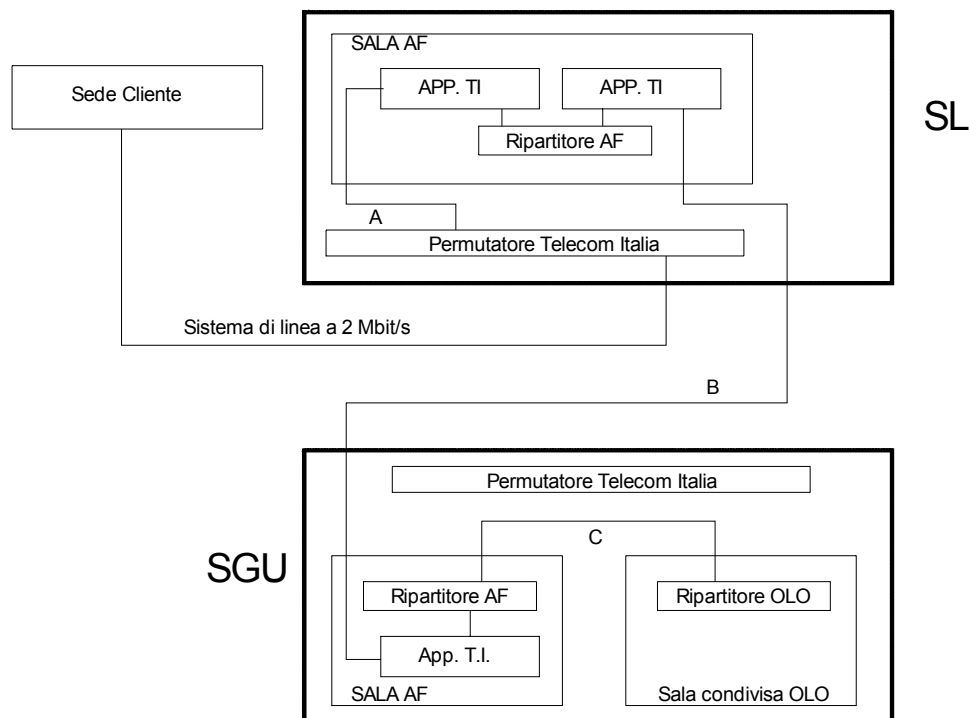 SALA AF
Sede Cliente
APP. TI
APP. TI
SL
Ripartitore AF
A
Permutatore Telecom Italia
Sistema di linea a 2 Mbit/s
B
Permutatore Telecom Italia
C
SGU
Ripartitore AF
Ripartitore OLO
App. T.I.
SALA AF
Sala condivisa OLO